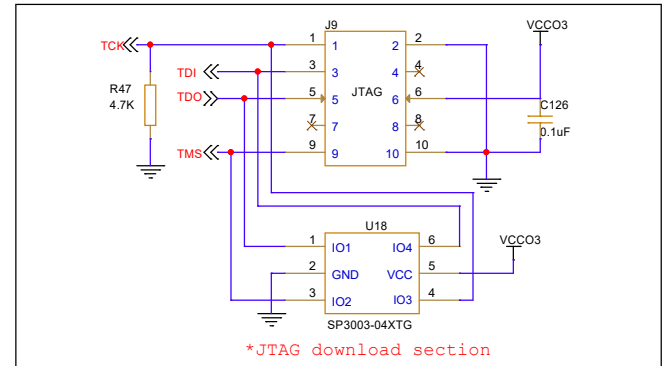 J9
VCCO3
TCK
1 1 2 2
TDI
3 3 4 4
R47
4.7K
TDO
5 5 JTAG 6 6
C126
0.1uF
7 7 8 8
TMS
9 9 10 10
U18
VCCO3
1 IO1 IO4 6
2 GND VCC 5
3 IO2 IO3 4
SP3003-04XTG
*JTAG download section